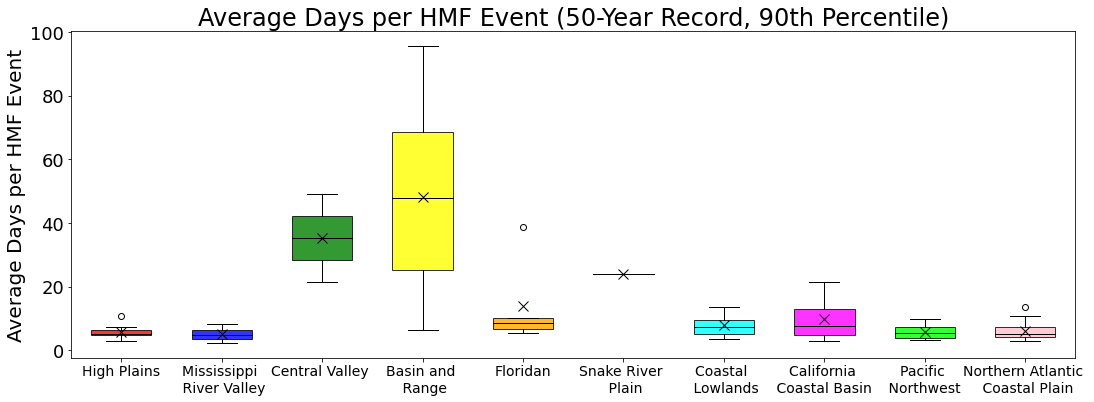 Average Days per HMF Event (50-Year Record, 90th Percentile)
Average Days per HMF Event
100
80
60
40
20
0
High Plains
Mississippi
River Valley
Central Valley
Basin and
Range
Floridan
Snake River
Plain
Coastal
Lowlands
California
Coastal Basin
Pacific
Northwest
Northern Atlantic
Coastal Plain